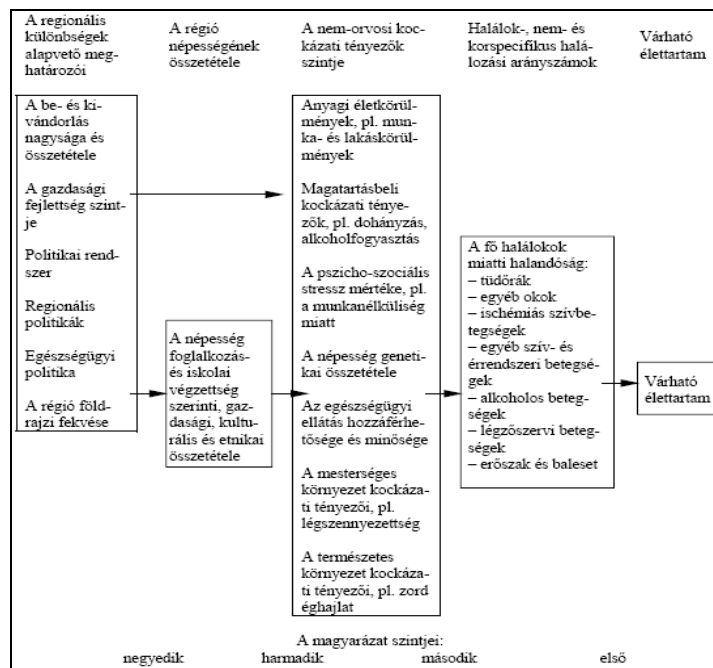 A regionális
különbségek
alapvető meg-
határozói
A régió
népességének
összetétele
A nem-orvosi koc-
kázati tényezők
szintje
Halálok-, nem- és
korspecifikus halá-
lozási arányszámok
Várható
élettartam
A be- és ki-
vándorlás
nagysága és
összetétele
A gazdasági
fejlettség szint-
je
Politikai rend-
szer
Regionális
politikák
Egészségügyi
politika
A régió föld-
rajzi fekvése
A népesség
foglalkozás-
és iskolai
végzettség
szerinti, gaz-
dasági, kultu-
rális és etnikai
összetétele
Anyagi életkörül-
mények, pl. mun-
ka- és lakáskörül-
mények
Magatartásbeli
kockázati ténye-
zők, pl. dohányzás,
alkoholfogyasztás
A pszicho-szociális
stressz mértéke, pl.
a munkanélküliség
miatt
A népesség geneti-
kai összetétele
Az egészségügyi
ellátás hozzáférhe-
tősége és minősége
A mesterséges
környezet kockáza-
ti tényezői, pl.
légszennyezettség
A természetes
környezet kockáza-
ti tényezői, pl. zord
éghajlat
A fő halálokok
miatti halandóság:
– tüdőrák
– egyéb okok
– ischémiás szívbe-
tegségek
– egyéb szív- és
érrendszeri betegsé-
gek
– alkoholos beteg-
ségek
– légzőszervi beteg-
ségek
– erőszak és baleset
Várható
élettartam
A magyarázat szintjei:
negyedik harmadik második első